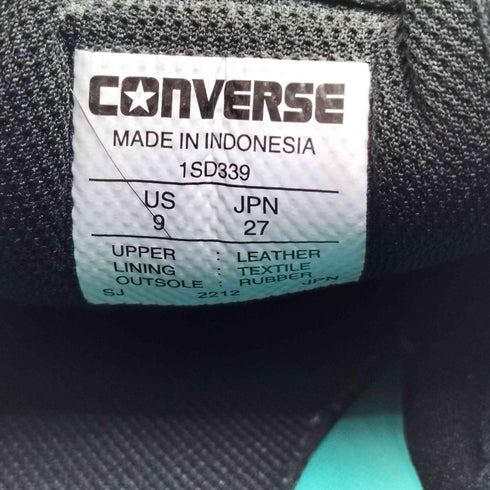 CONVERSE
MADE IN INDONESIA
1SD339
US JPN
9 27
UPPER : LEATHER
LINING : TEXTILE
OUTSOLE : RUBBER
SJ 2212 JPN